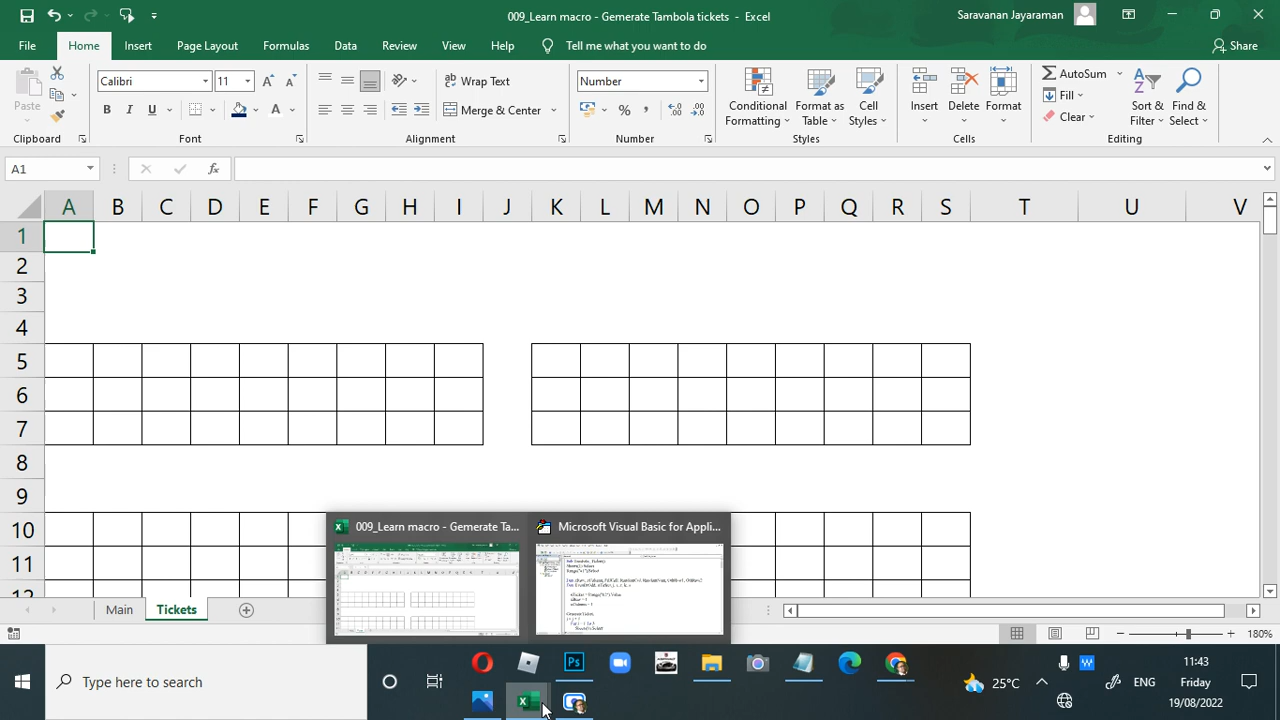 009_Learn macro - Gemerate Tambola tickets - Excel
Saravanan Jayaraman
File Home Insert Page Layout Formulas Data Review View Help Tell me what you want to do Share
Paste Calibri 11 Wrap Text Number Conditional Formatting Format as Table Cell Styles Insert Delete Format AutoSum Sort & Filter Find & Select
B I U A Merge & Center % Fill Clear
Clipboard Font Alignment Number Styles Cells Editing
A1 fx
A B C D E F G H I J K L M N O P Q R S T U V
1
2
3
4
5
6
7
8
9
10
11
12
009_Learn macro - Gemerate Ta... Microsoft Visual Basic for Appli...
Main Tickets
180%
Type here to search
Ps
25°C ENG
11:43
Friday
19/08/2022